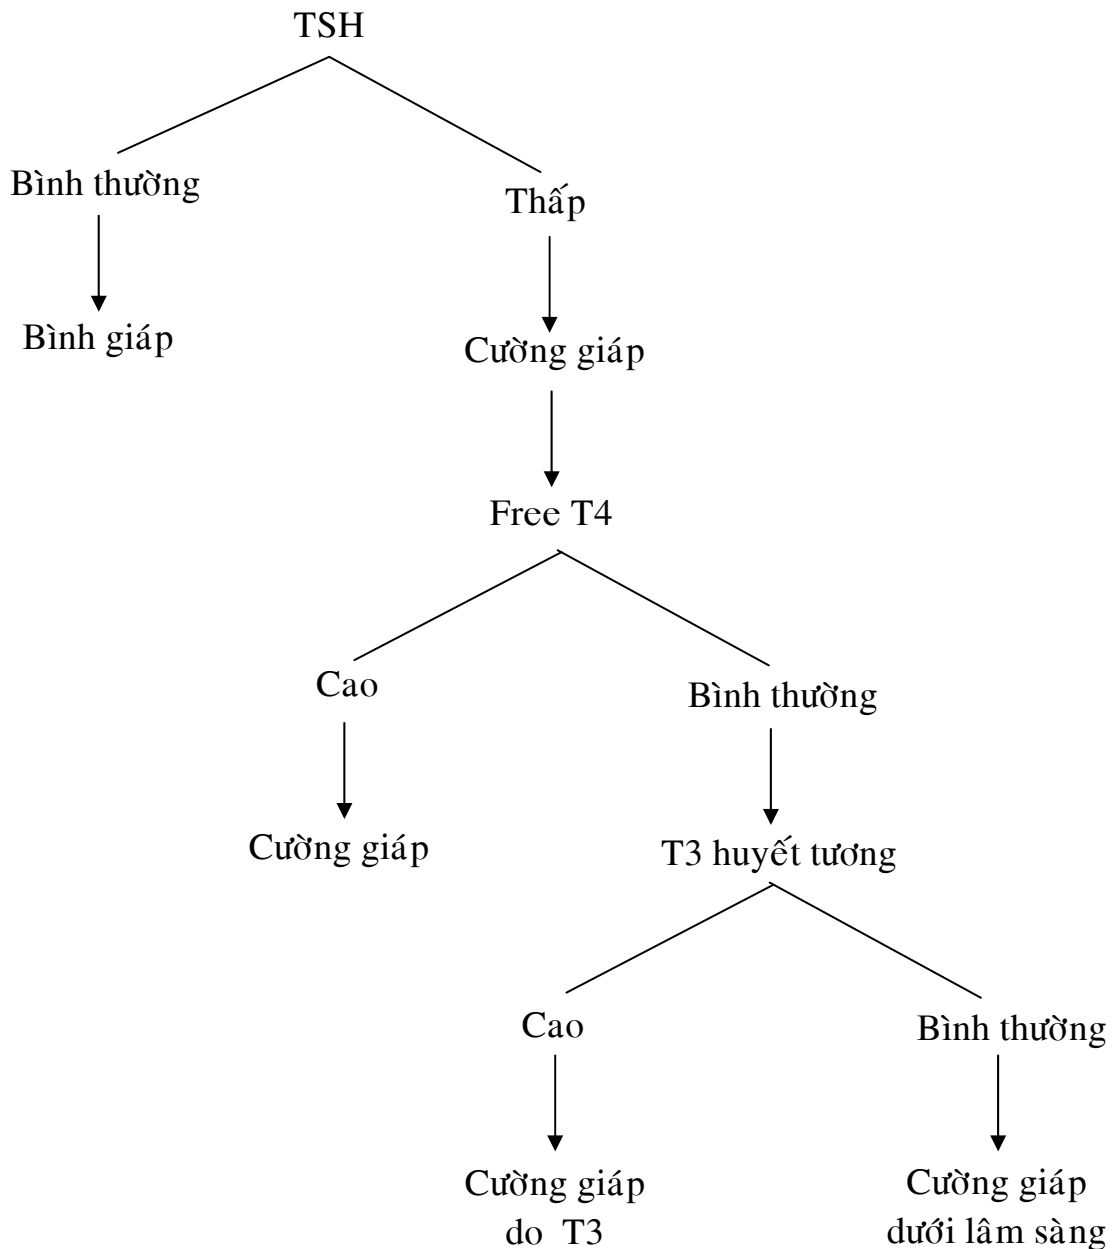 TSH
Bình thường
Thấp
Bình giáp
Cường giáp
Free T4
Cao
Bình thường
Cường giáp
T3 huyết tương
Cao
Bình thường
Cường giáp
do T3
Cường giáp
dưới lâm sàng